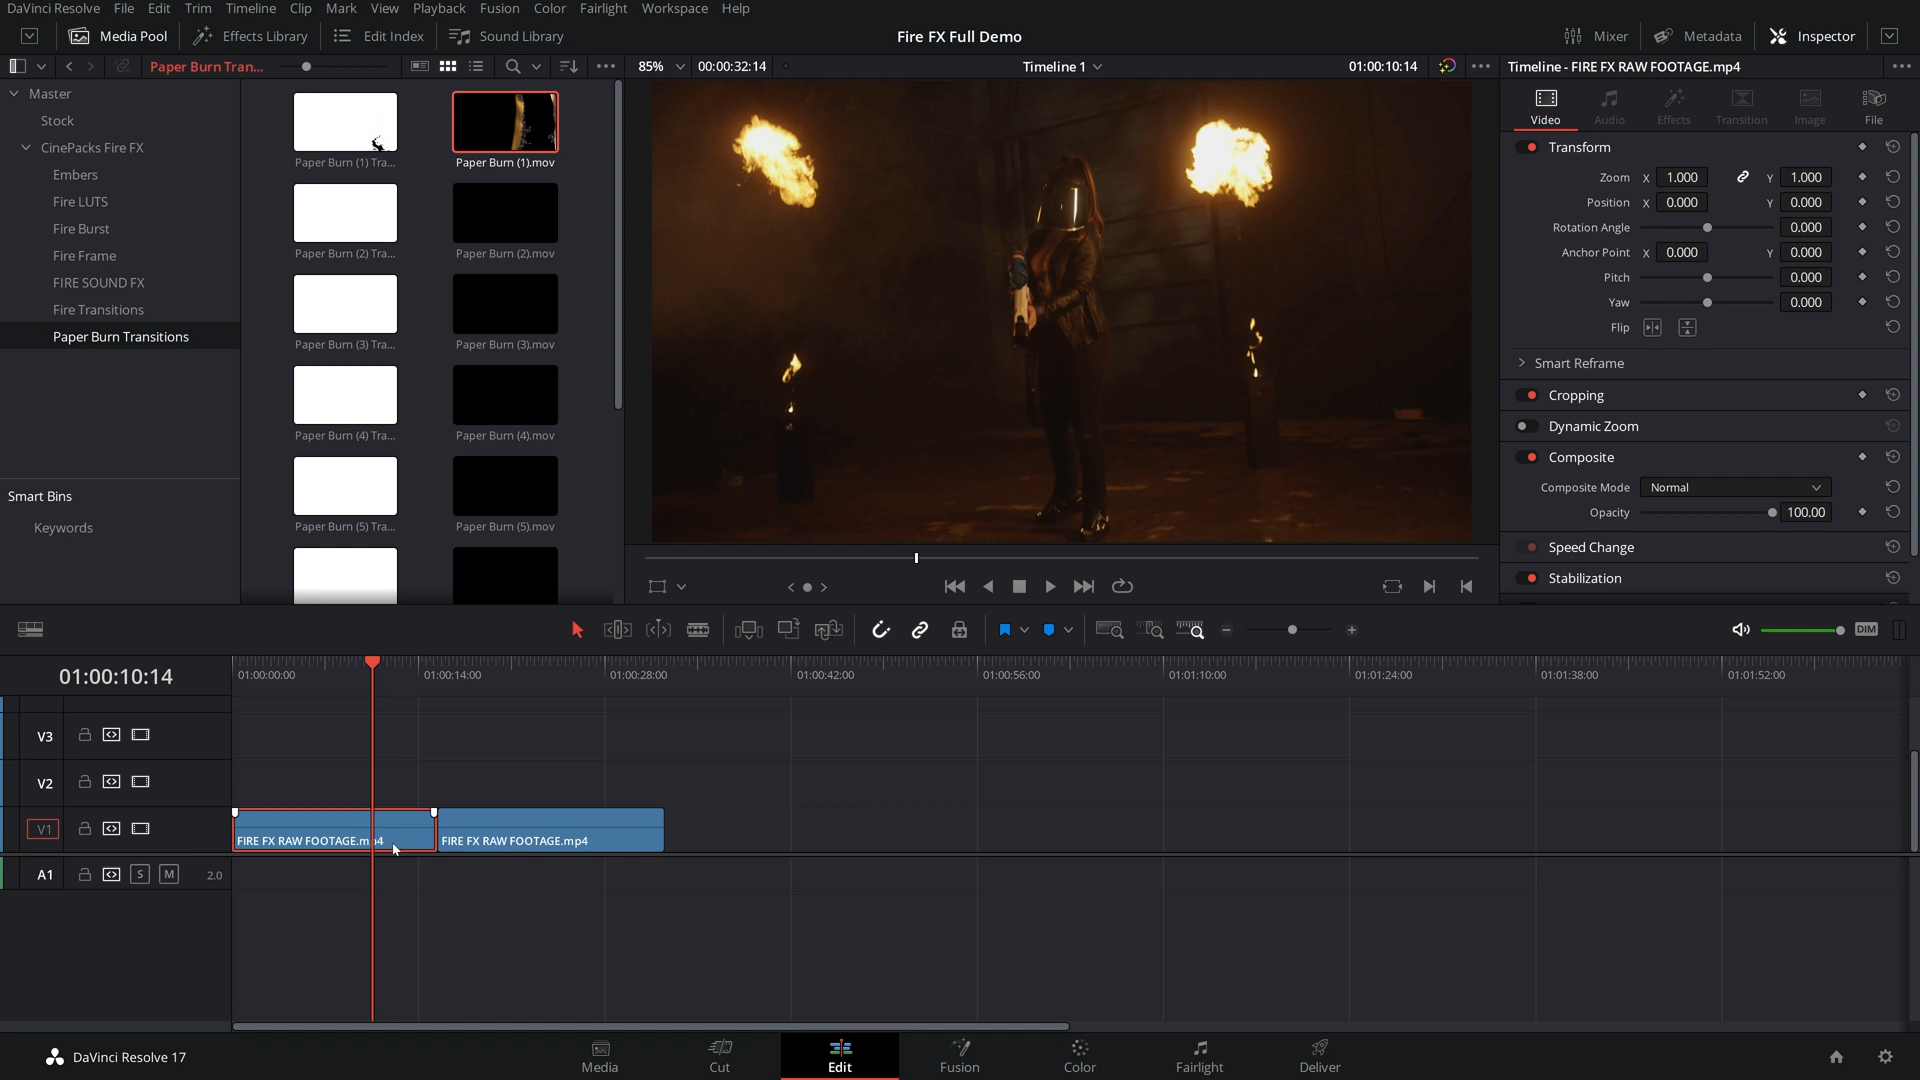 DaVinci Resolve File Edit Trim Timeline Clip Mark View Playback Fusion Color Fairlight Workspace Help
Media Pool Effects Library Edit Index Sound Library Fire FX Full Demo Mixer Metadata Inspector
Paper Burn Tran... 85% 00:00:32:14 Timeline 1 01:00:10:14 Timeline - FIRE FX RAW FOOTAGE.mp4
Master
Stock
CinePacks Fire FX
Embers
Fire LUTS
Fire Burst
Fire Frame
FIRE SOUND FX
Fire Transitions
Paper Burn Transitions
Smart Bins
Keywords
Paper Burn (1) Tra... Paper Burn (1).mov
Paper Burn (2) Tra... Paper Burn (2).mov
Paper Burn (3) Tra... Paper Burn (3).mov
Paper Burn (4) Tra... Paper Burn (4).mov
Paper Burn (5) Tra... Paper Burn (5).mov
Video Audio Effects Transition Image File
Transform
Zoom X 1.000 Y 1.000
Position X 0.000 Y 0.000
Rotation Angle 0.000
Anchor Point X 0.000 Y 0.000
Pitch 0.000
Yaw 0.000
Flip
Smart Reframe
Cropping
Dynamic Zoom
Composite
Composite Mode Normal
Opacity 100.00
Speed Change
Stabilization
DIM
01:00:10:14 01:00:00:00 01:00:14:00 01:00:28:00 01:00:42:00 01:00:56:00 01:01:10:00 01:01:24:00 01:01:38:00 01:01:52:00
V3
V2
V1 FIRE FX RAW FOOTAGE.mp4 FIRE FX RAW FOOTAGE.mp4
A1 S M 2.0
DaVinci Resolve 17 Media Cut Edit Fusion Color Fairlight Deliver